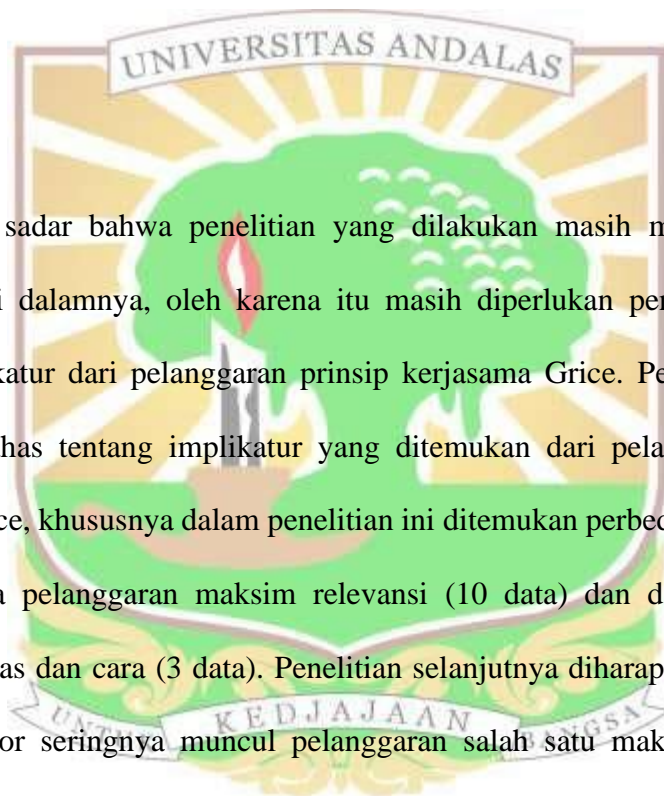 UNIVERSITAS ANDALAS
sadar bahwa penelitian yang dilakukan masih m
i dalamnya, oleh karena itu masih diperlukan per
katur dari pelanggaran prinsip kerjasama Grice. Pe
has tentang implikatur yang ditemukan dari pela
ce, khususnya dalam penelitian ini ditemukan perbed
a pelanggaran maksim relevansi (10 data) dan d
as dan cara (3 data). Penelitian selanjutnya diharap
or seringnya muncul pelanggaran salah satu mak
UNTUK KEDJAJAAN BANGSA